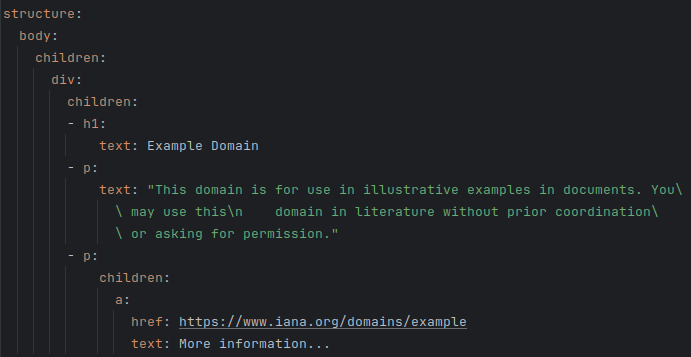 structure:
  body:
    children:
      div:
        children:
        - h1:
            text: Example Domain
        - p:
            text: "This domain is for use in illustrative examples in documents. You\
              \ may use this\n    domain in literature without prior coordination\
              \ or asking for permission."
        - p:
            children:
              a:
                href: https://www.iana.org/domains/example
                text: More information...